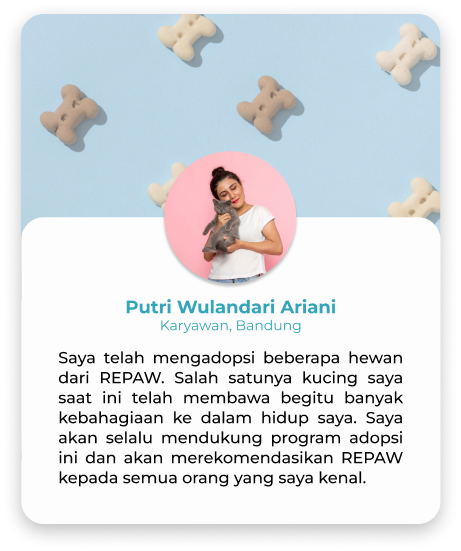 Putri Wulandari Ariani
Karyawan, Bandung
Saya telah mengadopsi beberapa hewan
dari REPAW. Salah satunya kucing saya
saat ini telah membawa begitu banyak
kebahagiaan ke dalam hidup saya. Saya
akan selalu mendukung program adopsi
ini dan akan merekomendasikan REPAW
kepada semua orang yang saya kenal.